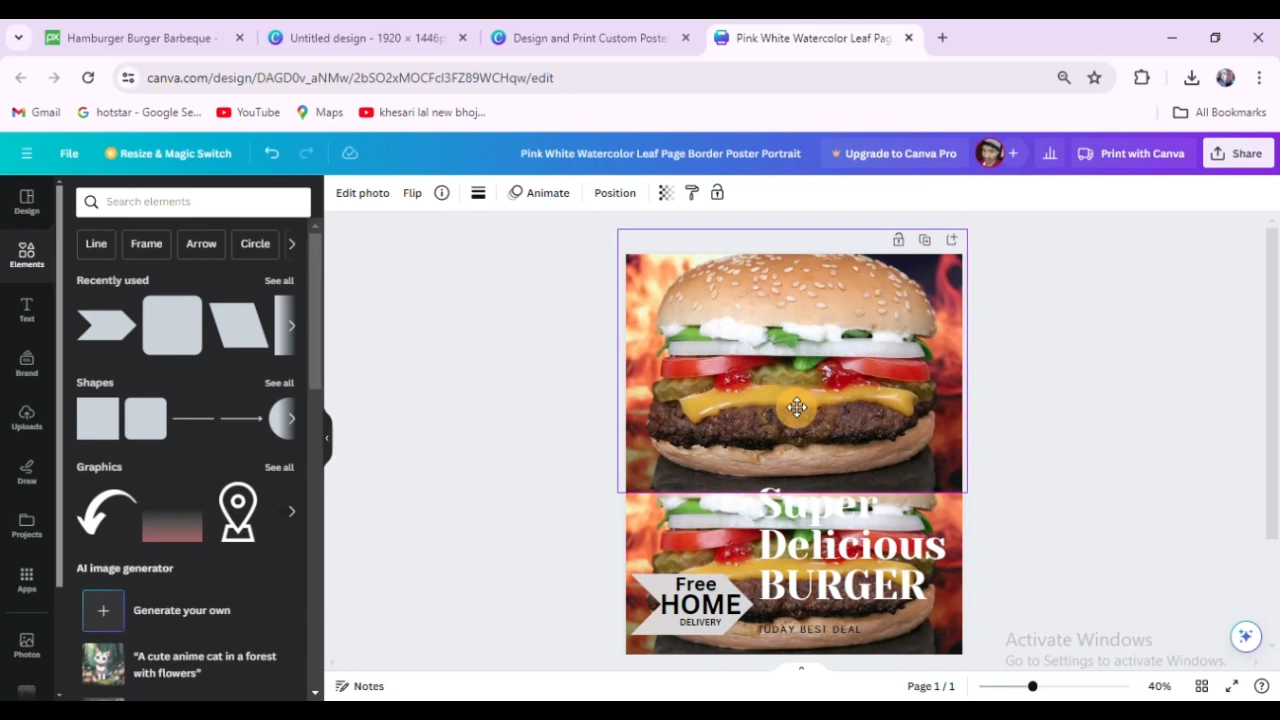 Hamburger Burger Barbeque -
Untitled design - 1920 × 1446p
Design and Print Custom Poste
Pink White Watercolor Leaf Pag
canva.com/design/DAGD0v_aNMw/2bSO2xMOCFcI3FZ89WCHqw/edit
Gmail
hotstar - Google Se...
YouTube
Maps
khesari lal new bhoj...
All Bookmarks
File
Resize & Magic Switch
Pink White Watercolor Leaf Page Border Poster Portrait
Upgrade to Canva Pro
Print with Canva
Share
Design
Elements
Text
Brand
Uploads
Draw
Projects
Apps
Photos
Search elements
Line
Frame
Arrow
Circle
Recently used
See all
Shapes
See all
Graphics
See all
AI image generator
Generate your own
“A cute anime cat in a forest
with flowers”
Edit photo
Flip
Animate
Position
Super
Delicious
BURGER
Free
HOME
DELIVERY
TUDAY BEST DEAL
Activate Windows
Go to Settings to activate Windows.
Notes
Page 1 / 1
40%